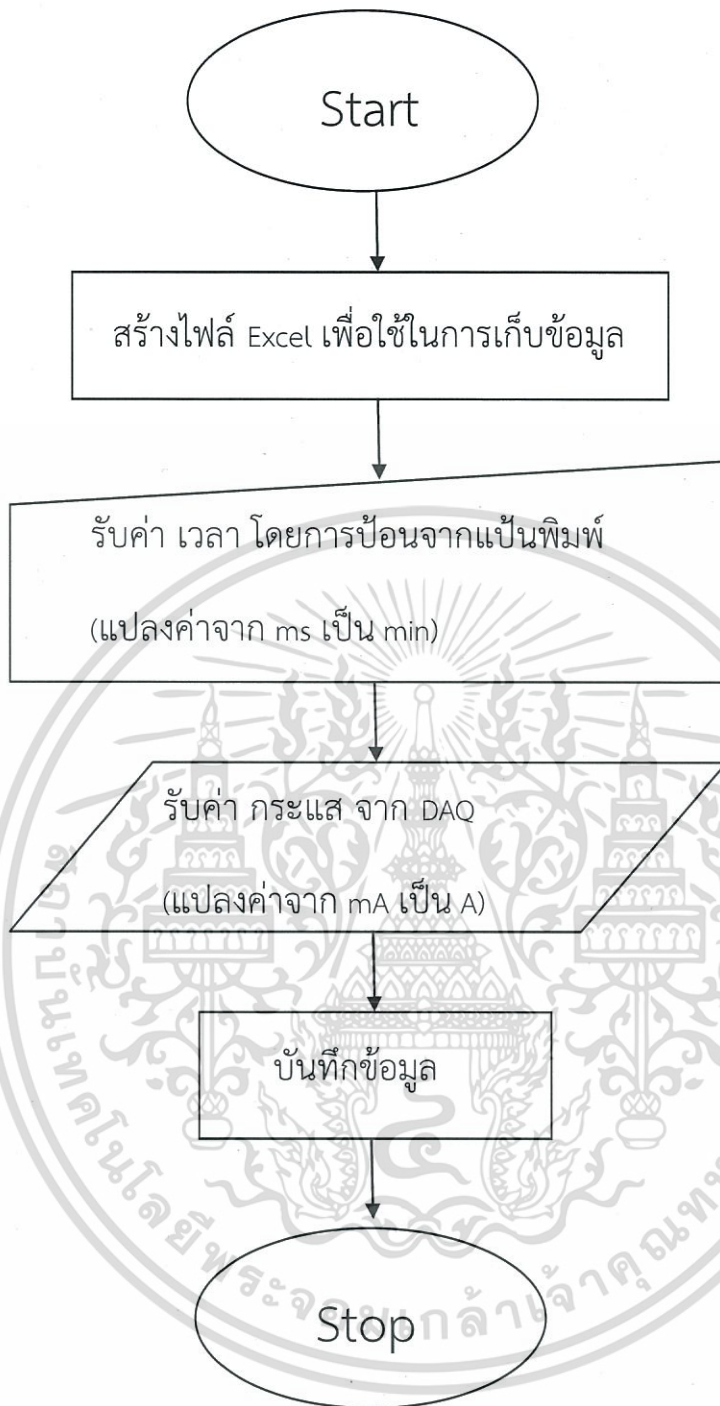 Start
สร้างไฟล์ Excel เพื่อใช้ในการเก็บข้อมูล
รับค่า เวลา โดยการป้อนจากแป้นพิมพ์
(แปลงค่าจาก ms เป็น min)
รับค่า กระแส จาก DAQ
(แปลงค่าจาก mA เป็น A)
บันทึกข้อมูล
Stop